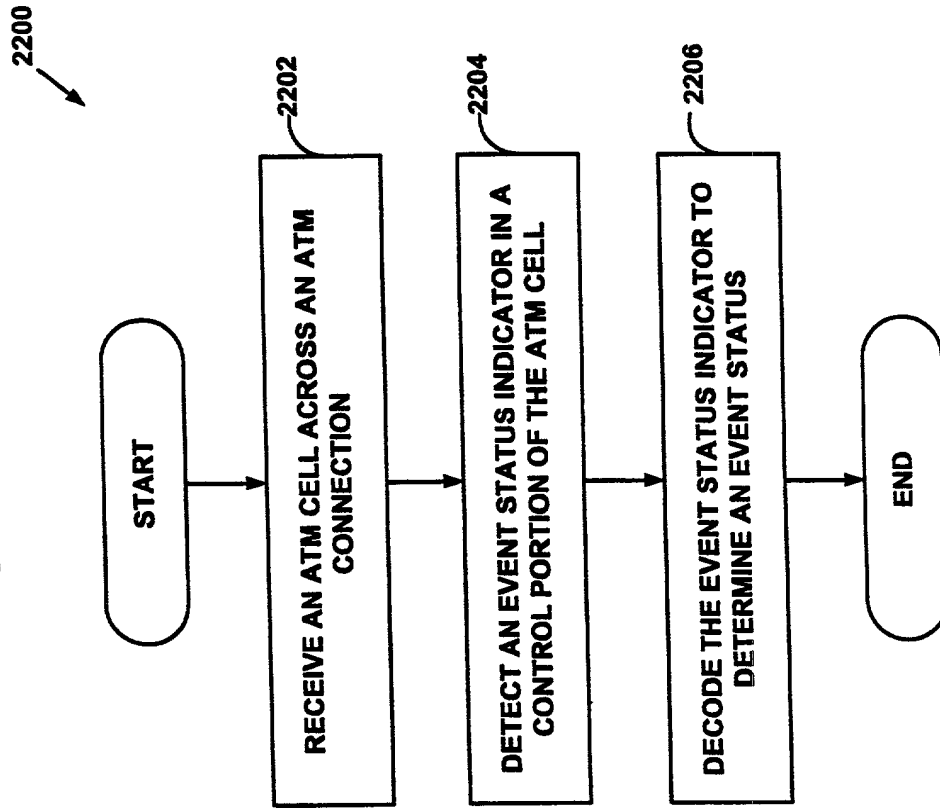 2200
START
2202
RECEIVE AN ATM CELL ACROSS AN ATM
CONNECTION
2204
DETECT AN EVENT STATUS INDICATOR IN A
CONTROL PORTION OF THE ATM CELL
2206
DECODE THE EVENT STATUS INDICATOR TO
DETERMINE AN EVENT STATUS
END